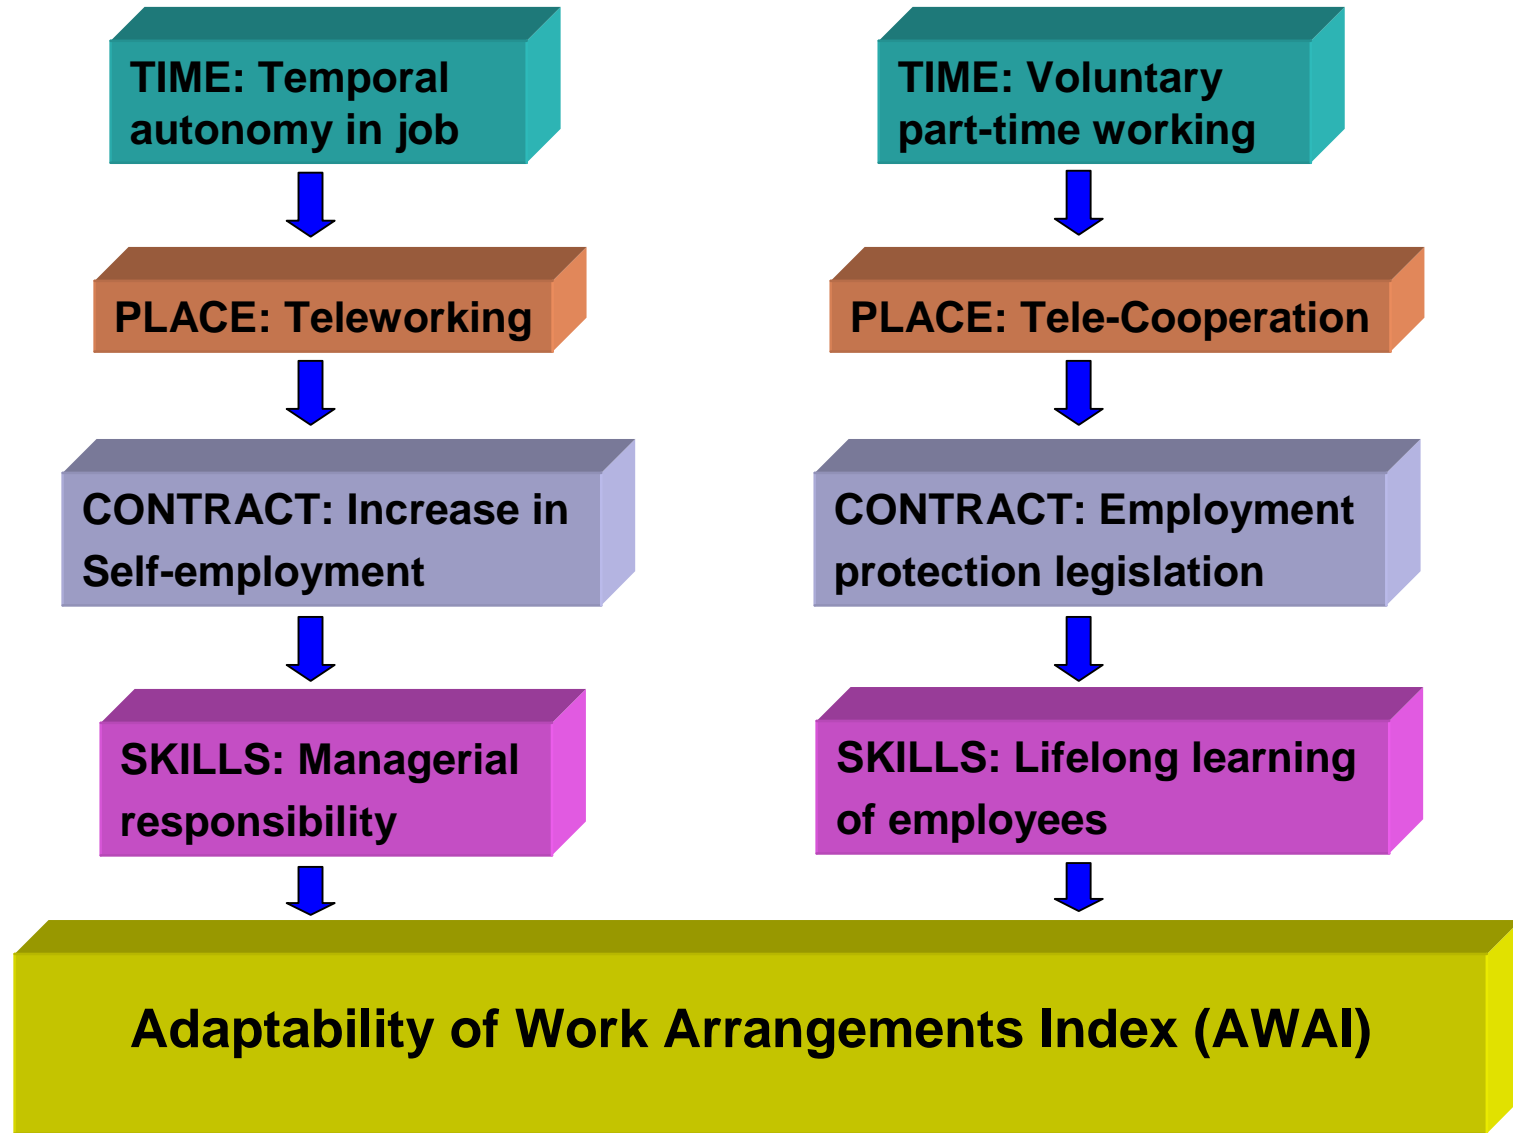 TIME: Temporal
autonomy in job
TIME: Voluntary
part-time working
PLACE: Teleworking
PLACE: Tele-Cooperation
CONTRACT: Increase in
Self-employment
CONTRACT: Employment
protection legislation
SKILLS: Managerial
responsibility
SKILLS: Lifelong learning
of employees
Adaptability of Work Arrangements Index (AWAI)